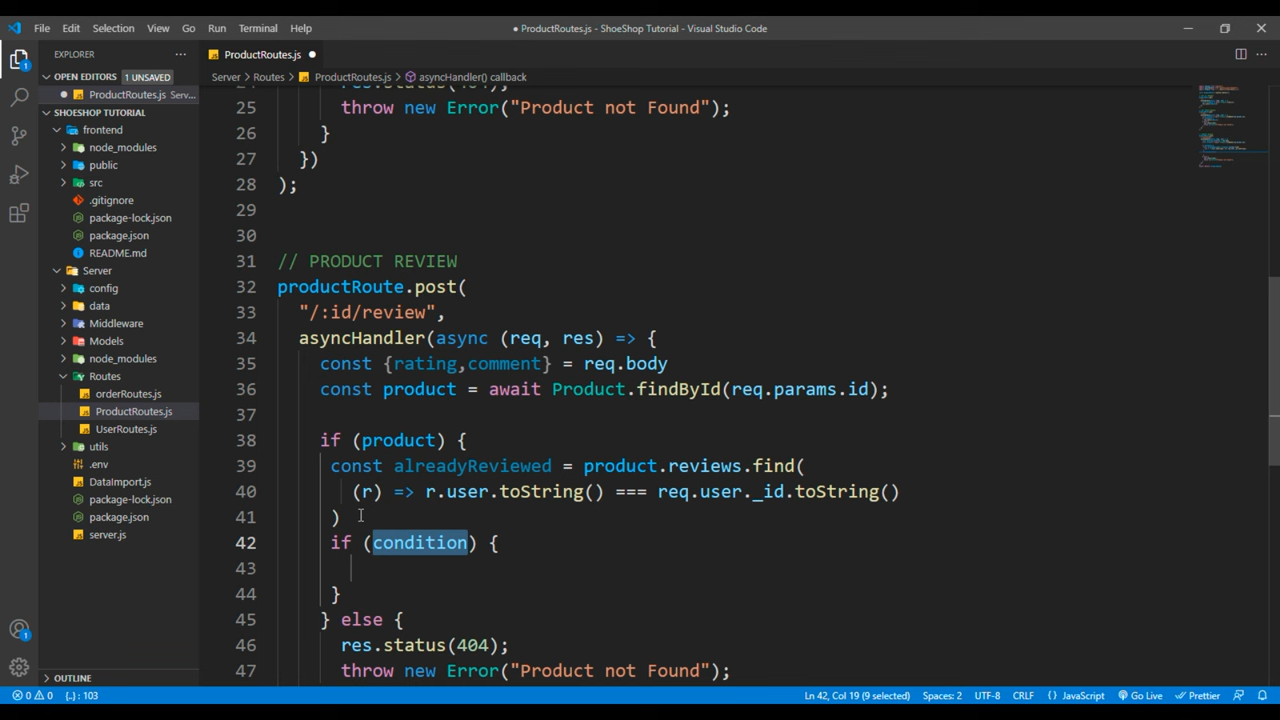 File Edit Selection View Go Run Terminal Help
● ProductRoutes.js - ShoeShop Tutorial - Visual Studio Code
EXPLORER
OPEN EDITORS 1 UNSAVED
ProductRoutes.js Serv...
SHOESHOP TUTORIAL
frontend
node_modules
public
src
.gitignore
package-lock.json
package.json
README.md
Server
config
data
Middleware
Models
node_modules
Routes
orderRoutes.js
ProductRoutes.js
UserRoutes.js
utils
.env
DataImport.js
package-lock.json
package.json
server.js
OUTLINE
ProductRoutes.js
Server > Routes > ProductRoutes.js > asyncHandler() callback
25 throw new Error("Product not Found");
26 }
27 })
28 );
29
30
31 // PRODUCT REVIEW
32 productRoute.post(
33 "/:id/review",
34 asyncHandler(async (req, res) => {
35 const {rating,comment} = req.body
36 const product = await Product.findById(req.params.id);
37
38 if (product) {
39 const alreadyReviewed = product.reviews.find(
40 (r) => r.user.toString() === req.user._id.toString()
41 )
42 if (condition) {
43
44 }
45 } else {
46 res.status(404);
47 throw new Error("Product not Found");
0 0 {..} : 103
Ln 42, Col 19 (9 selected) Spaces: 2 UTF-8 CRLF {} JavaScript Go Live Prettier